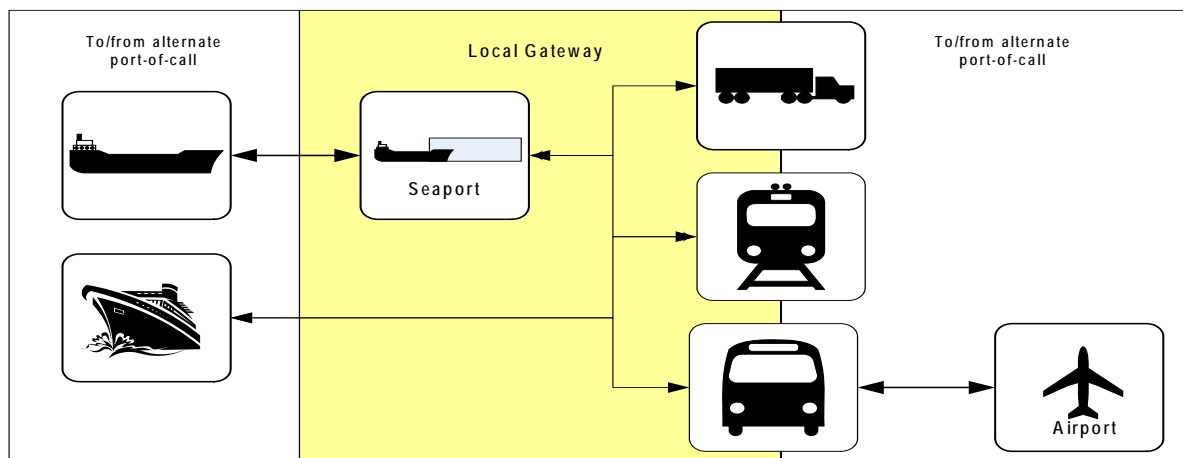 To/from alternate
port-of-call
Local Gateway
To/from alternate
port-of-call
Seaport
Airport